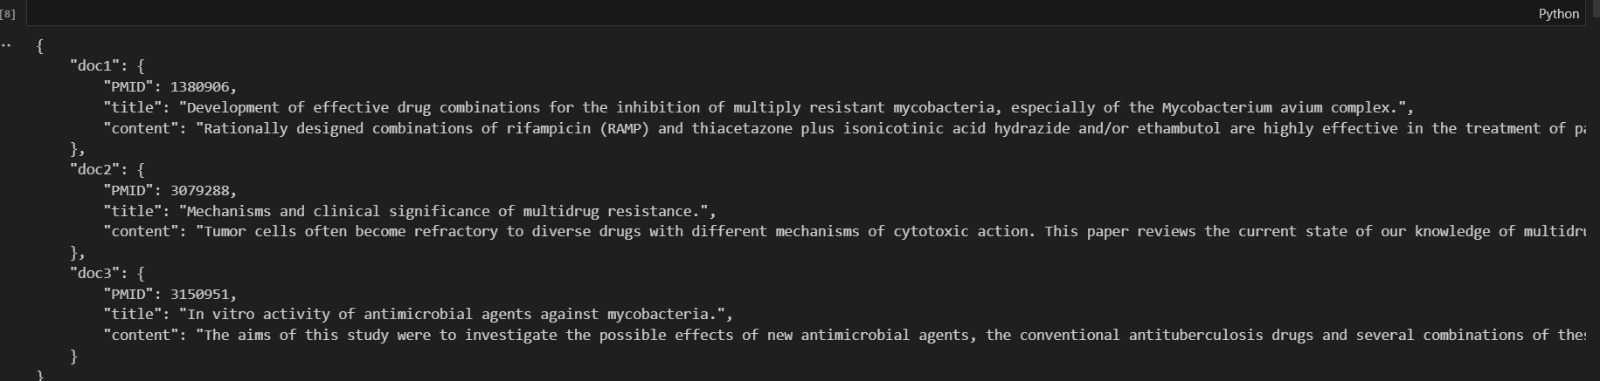 [8]
Python
{
    "doc1": {
        "PMID": 1380906,
        "title": "Development of effective drug combinations for the inhibition of multiply resistant mycobacteria, especially of the Mycobacterium avium complex.",
        "content": "Rationally designed combinations of rifampicin (RAMP) and thiacetazone plus isonicotinic acid hydrazide and/or ethambutol are highly effective in the treatment of
    },
    "doc2": {
        "PMID": 3079288,
        "title": "Mechanisms and clinical significance of multidrug resistance.",
        "content": "Tumor cells often become refractory to diverse drugs with different mechanisms of cytotoxic action. This paper reviews the current state of our knowledge of
    },
    "doc3": {
        "PMID": 3150951,
        "title": "In vitro activity of antimicrobial agents against mycobacteria.",
        "content": "The aims of this study were to investigate the possible effects of new antimicrobial agents, the conventional antituberculosis drugs and several combinations of
    }
}